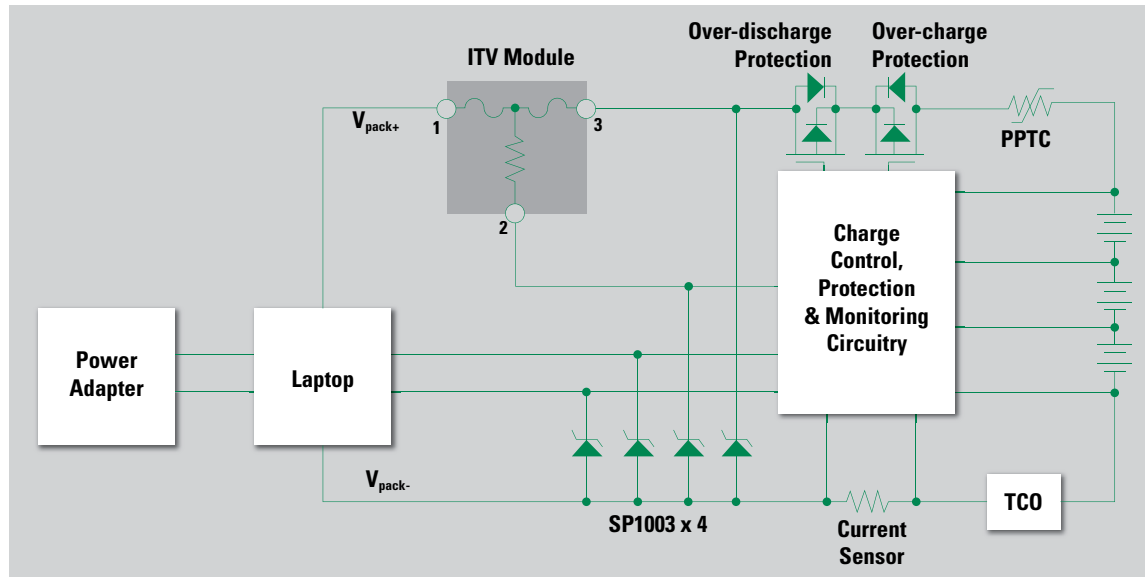 Over-discharge
Protection
Over-charge
Protection
ITV Module
Vpack+
1
3
2
PPTC
Charge
Control,
Protection
& Monitoring
Circuitry
Power
Adapter
Laptop
Vpack-
SP1003 x 4
Current
Sensor
TCO